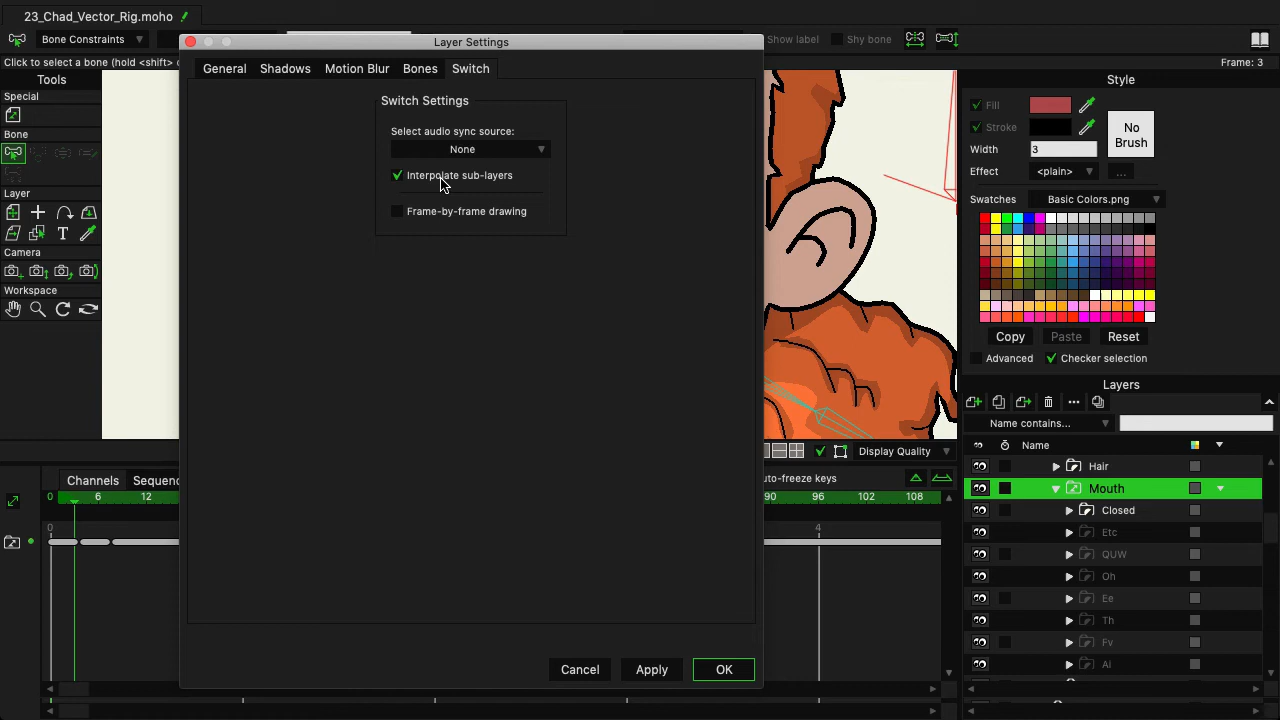 23_Chad_Vector_Rig.moho
Bone Constraints
Show label
Shy bone
Click to select a bone (hold <shift>
Frame: 3
Tools
Special
Bone
Layer
Camera
Workspace
Layer Settings
General
Shadows
Motion Blur
Bones
Switch
Switch Settings
Select audio sync source:
None
Interpolate sub-layers
Frame-by-frame drawing
Cancel
Apply
OK
Style
Fill
Stroke
No
Brush
Width
3
Effect
<plain>
...
Swatches
Basic Colors.png
Copy
Paste
Reset
Advanced
Checker selection
Layers
Name contains...
Name
Hair
Mouth
Closed
Etc
QUW
Oh
Ee
Th
Fv
AI
Display Quality
Channels
Sequenc
uto-freeze keys
0
6
12
90
96
102
108
0
4